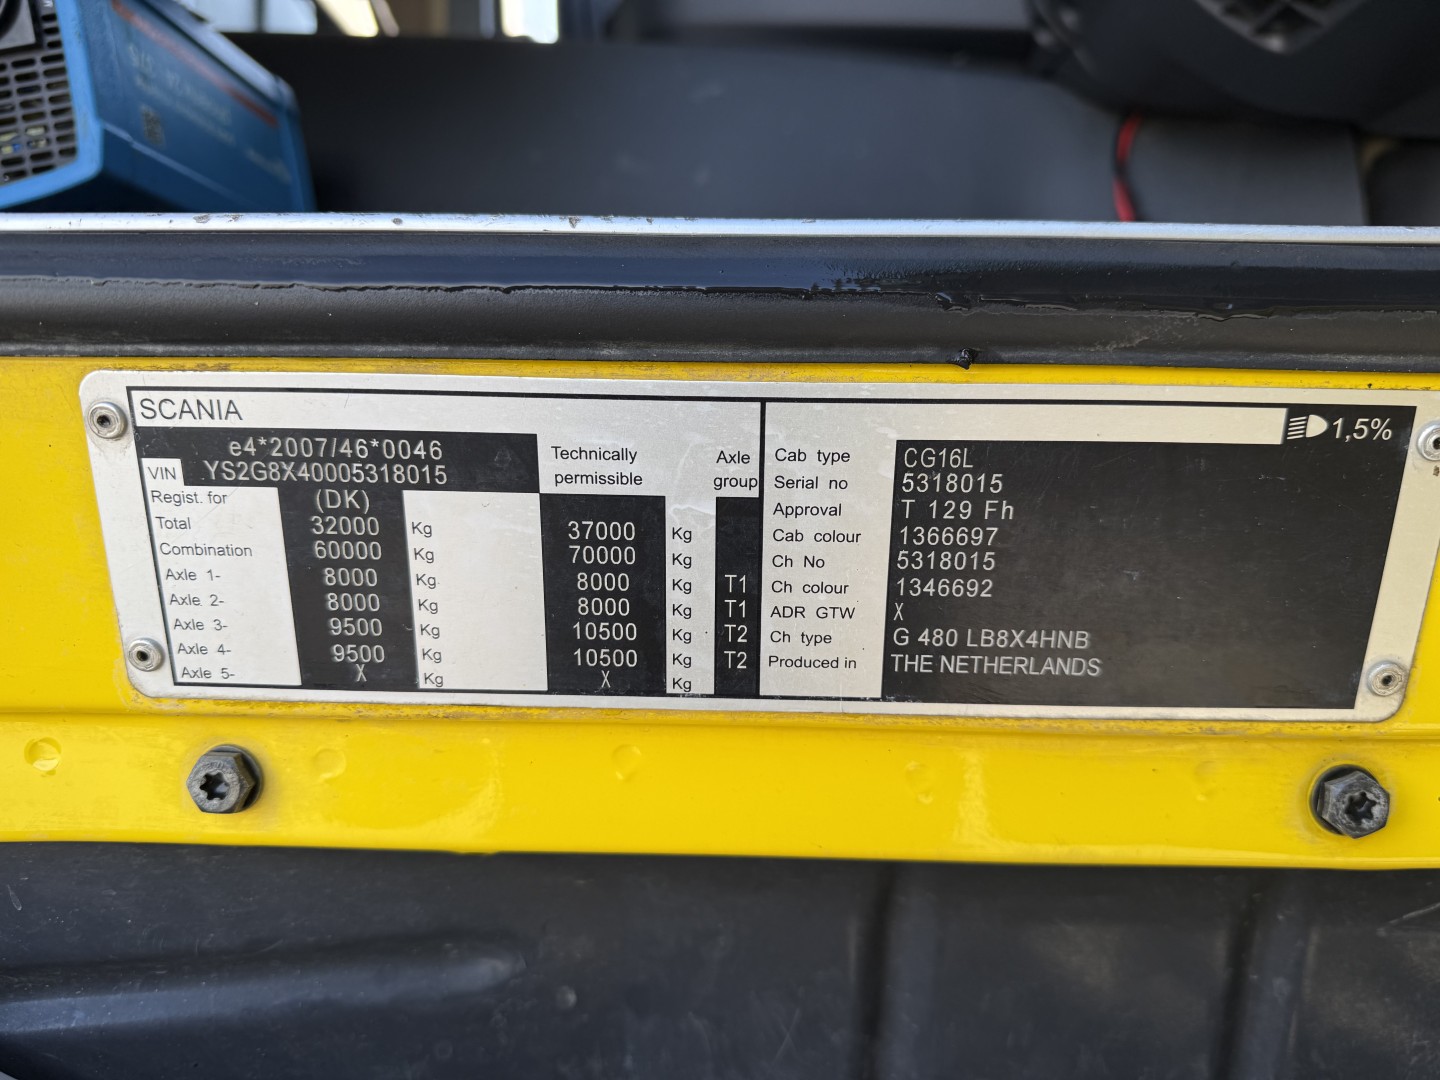 SCANIA
e4*2007/46*0046
VIN YS2G8X40005318015
Technically permissible
Axle group
Regist. for (DK)
Total 32000 Kg 37000 Kg
Combination 60000 Kg 70000 Kg
Axle 1- 8000 Kg 8000 Kg T1
Axle 2- 8000 Kg 8000 Kg T1
Axle 3- 9500 Kg 10500 Kg T2
Axle 4- 9500 Kg 10500 Kg T2
Axle 5- X Kg X Kg
1,5%
Cab type CG16L
Serial no 5318015
Approval T 129 Fh
Cab colour 1366697
Ch No 5318015
Ch colour 1346692
ADR GTW X
Ch type G 480 LB8X4HNB
Produced in THE NETHERLANDS